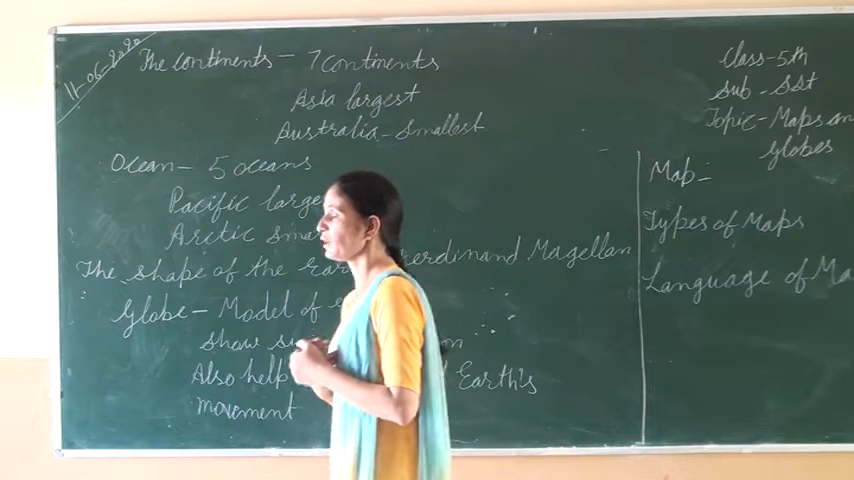 11-06-2020
The continents - 7 continents
Asia largest
Australia - Smallest
Ocean - 5 oceans
Pacific large
Arctic sma
The shape of the Ear erdinand Magellan
Globe - Model of
Show
Also help Earth's
movement
Class - 5th
Sub - SSt
Topic - Maps an
Globes
Map -
Types of Maps
Language of Ma